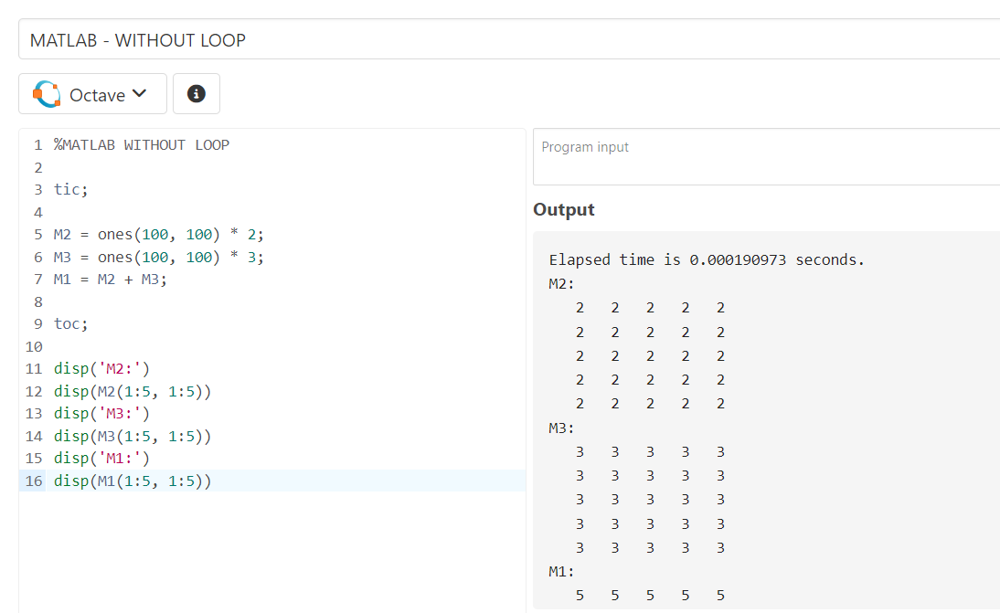 MATLAB - WITHOUT LOOP
Octave
1 %MATLAB WITHOUT LOOP
2
3 tic;
4
5 M2 = ones(100, 100) * 2;
6 M3 = ones(100, 100) * 3;
7 M1 = M2 + M3;
8
9 toc;
10
11 disp('M2:')
12 disp(M2(1:5, 1:5))
13 disp('M3:')
14 disp(M3(1:5, 1:5))
15 disp('M1:')
16 disp(M1(1:5, 1:5))
Program input
Output
Elapsed time is 0.000190973 seconds.
M2:
2 2 2 2 2
2 2 2 2 2
2 2 2 2 2
2 2 2 2 2
2 2 2 2 2
M3:
3 3 3 3 3
3 3 3 3 3
3 3 3 3 3
3 3 3 3 3
3 3 3 3 3
M1:
5 5 5 5 5